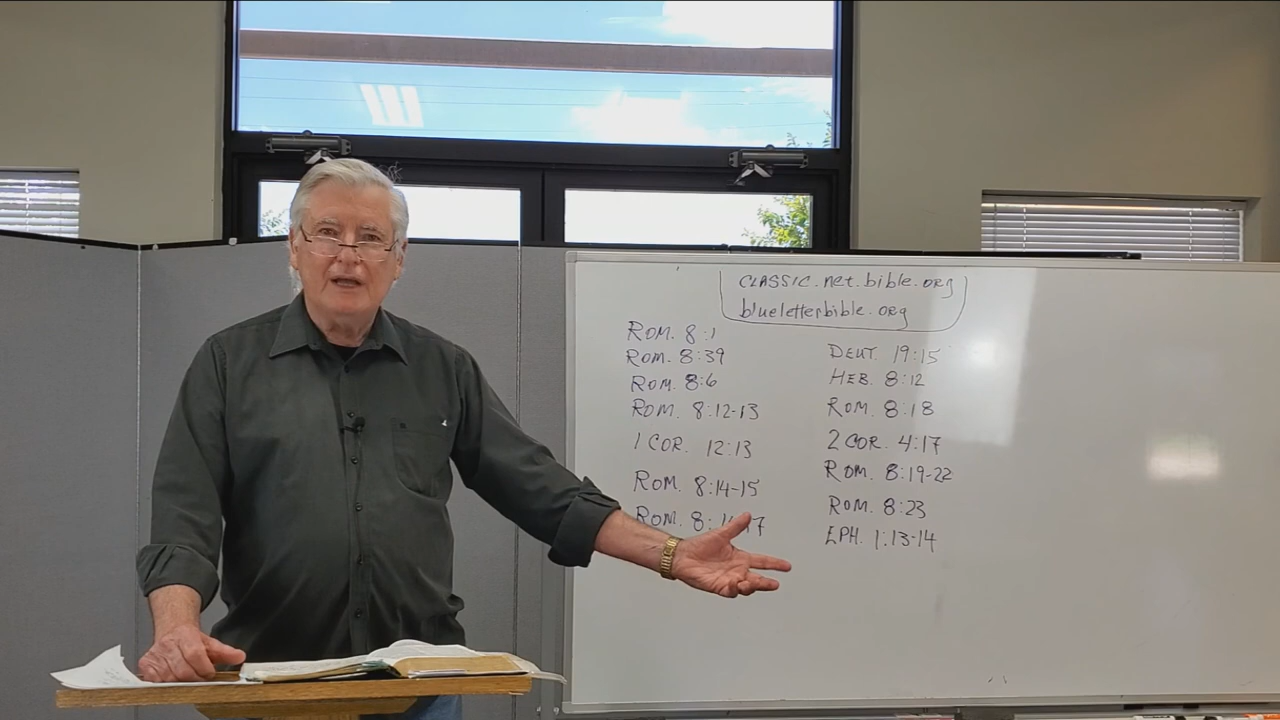 CLASSIC.net.bible.ORG
blueletterbible.org
ROM. 8:1
ROM. 8:39
ROM. 8:6
ROM. 8:12-13
1 COR. 12:13
ROM. 8:14-15
ROM. 8:
DEUT. 19:15
HEB. 8:12
ROM. 8:18
2 COR. 4:17
ROM. 8:19-22
ROM. 8:23
EPH. 1:13-14